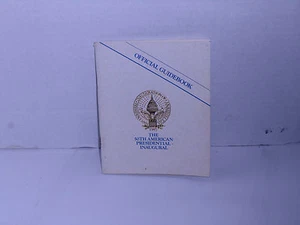 OFFICIAL GUIDEBOOK
THE
50TH AMERICAN
PRESIDENTIAL
INAUGURAL